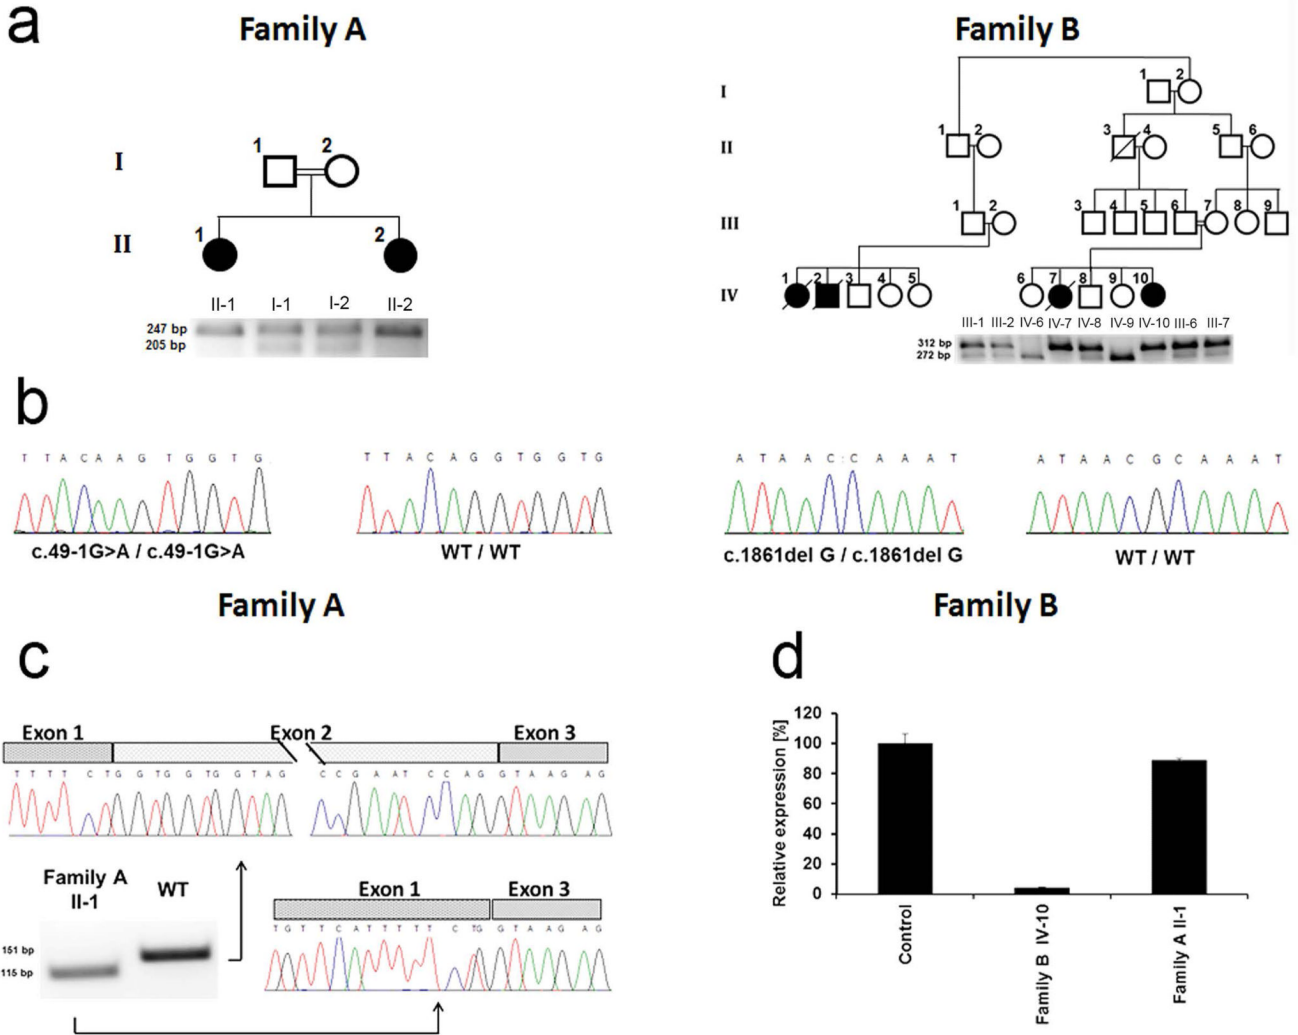 a
Family A
Family B
I
1 2
II
1 2
II-1 I-1 I-2 II-2
247 bp
205 bp
I
1 2
II
1 2 3 4 5 6
III
1 2 3 4 5 6 7 8 9
IV
1 2 3 4 5 6 7 8 9 10
III-1 III-2 IV-6 IV-7 IV-8 IV-9 IV-10 III-6 III-7
312 bp
272 bp
b
T T A C A A G T G G T G
T T A C A G G T G G T G
A T A A C : C A A A T
A T A A C G C A A A T
c.49-1G>A / c.49-1G>A
WT / WT
c.1861del G / c.1861del G
WT / WT
Family A
Family B
c
Exon 1 Exon 2 Exon 3
T T T T C T G G T G G T G G T A G C C G A A T C C A G G T A A G A G
Family A
II-1
WT
151 bp
115 bp
Exon 1 Exon 3
T G T T C A T T T T T C T G G T A A G A G
d
Relative expression [%]
120
100
80
60
40
20
0
Control
Family B IV-10
Family A II-1